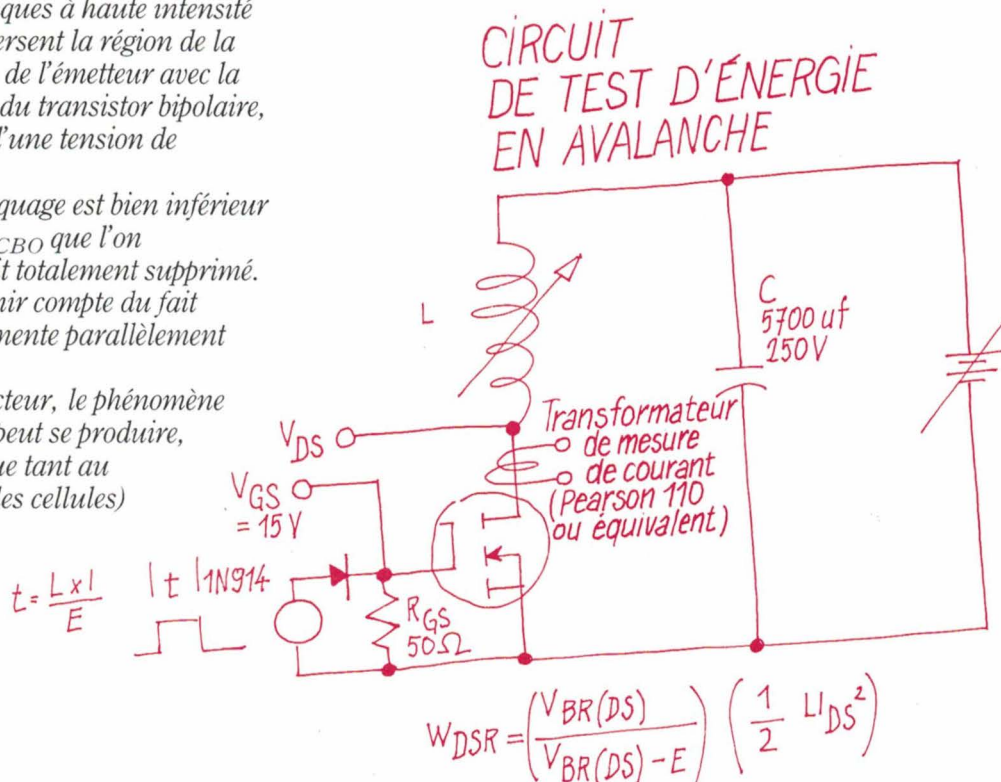 ques à haute intensité
ersent la région de la
de l'émetteur avec la
du transistor bipolaire,
l'une tension de
quage est bien inférieur
CBO que l'on
it totalement supprimé.
nir compte du fait
mente parallèlement
cteur, le phénomène
peut se produire,
ue tant au
les cellules)
CIRCUIT
DE TEST D'ÉNERGIE
EN AVALANCHE
L
C
5700 uf
250V
Transformateur
de mesure
de courant
(Pearson 110
ou équivalent)
VDS
VGS
= 15V
t = LxI / E
|t|
1N914
RGS
50Ω
WDSR = (VBR(DS) / VBR(DS) - E) (1/2 LIDS²)